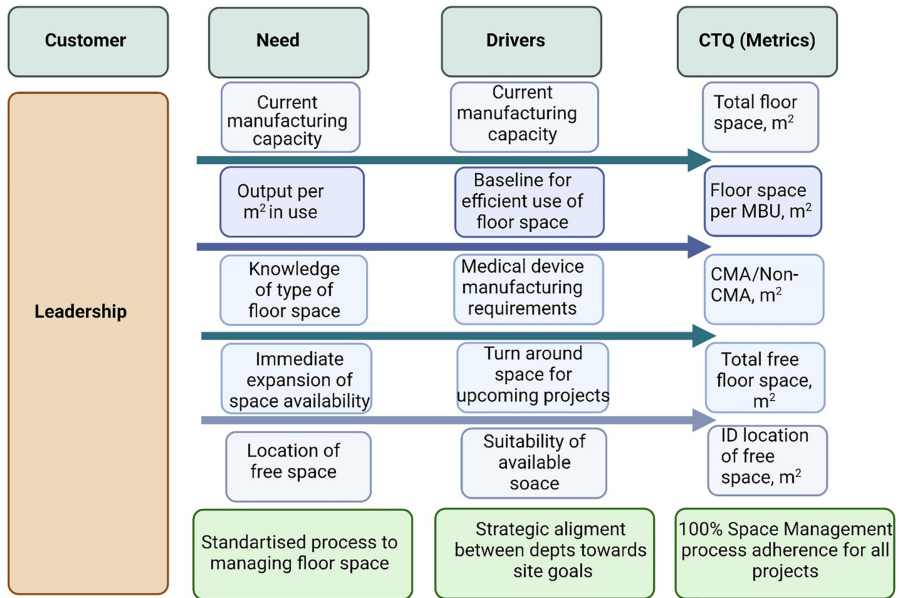 Customer
Need
Drivers
CTQ (Metrics)
Leadership
Current
manufacturing
capacity
Current
manufacturing
capacity
Total floor
space, m²
Output per
m² in use
Baseline for
efficient use of
floor space
Floor space
per MBU, m²
Knowledge
of type of
floor space
Medical device
manufacturing
requirements
CMA/Non-
CMA, m²
Immediate
expansion of
space availability
Turn around
space for
upcoming projects
Total free
floor space,
m²
Location of
free space
Suitability of
available
soace
ID location
of free
space, m²
Standartised process to
managing floor space
Strategic aligment
between depts towards
site goals
100% Space Management
process adherence for all
projects